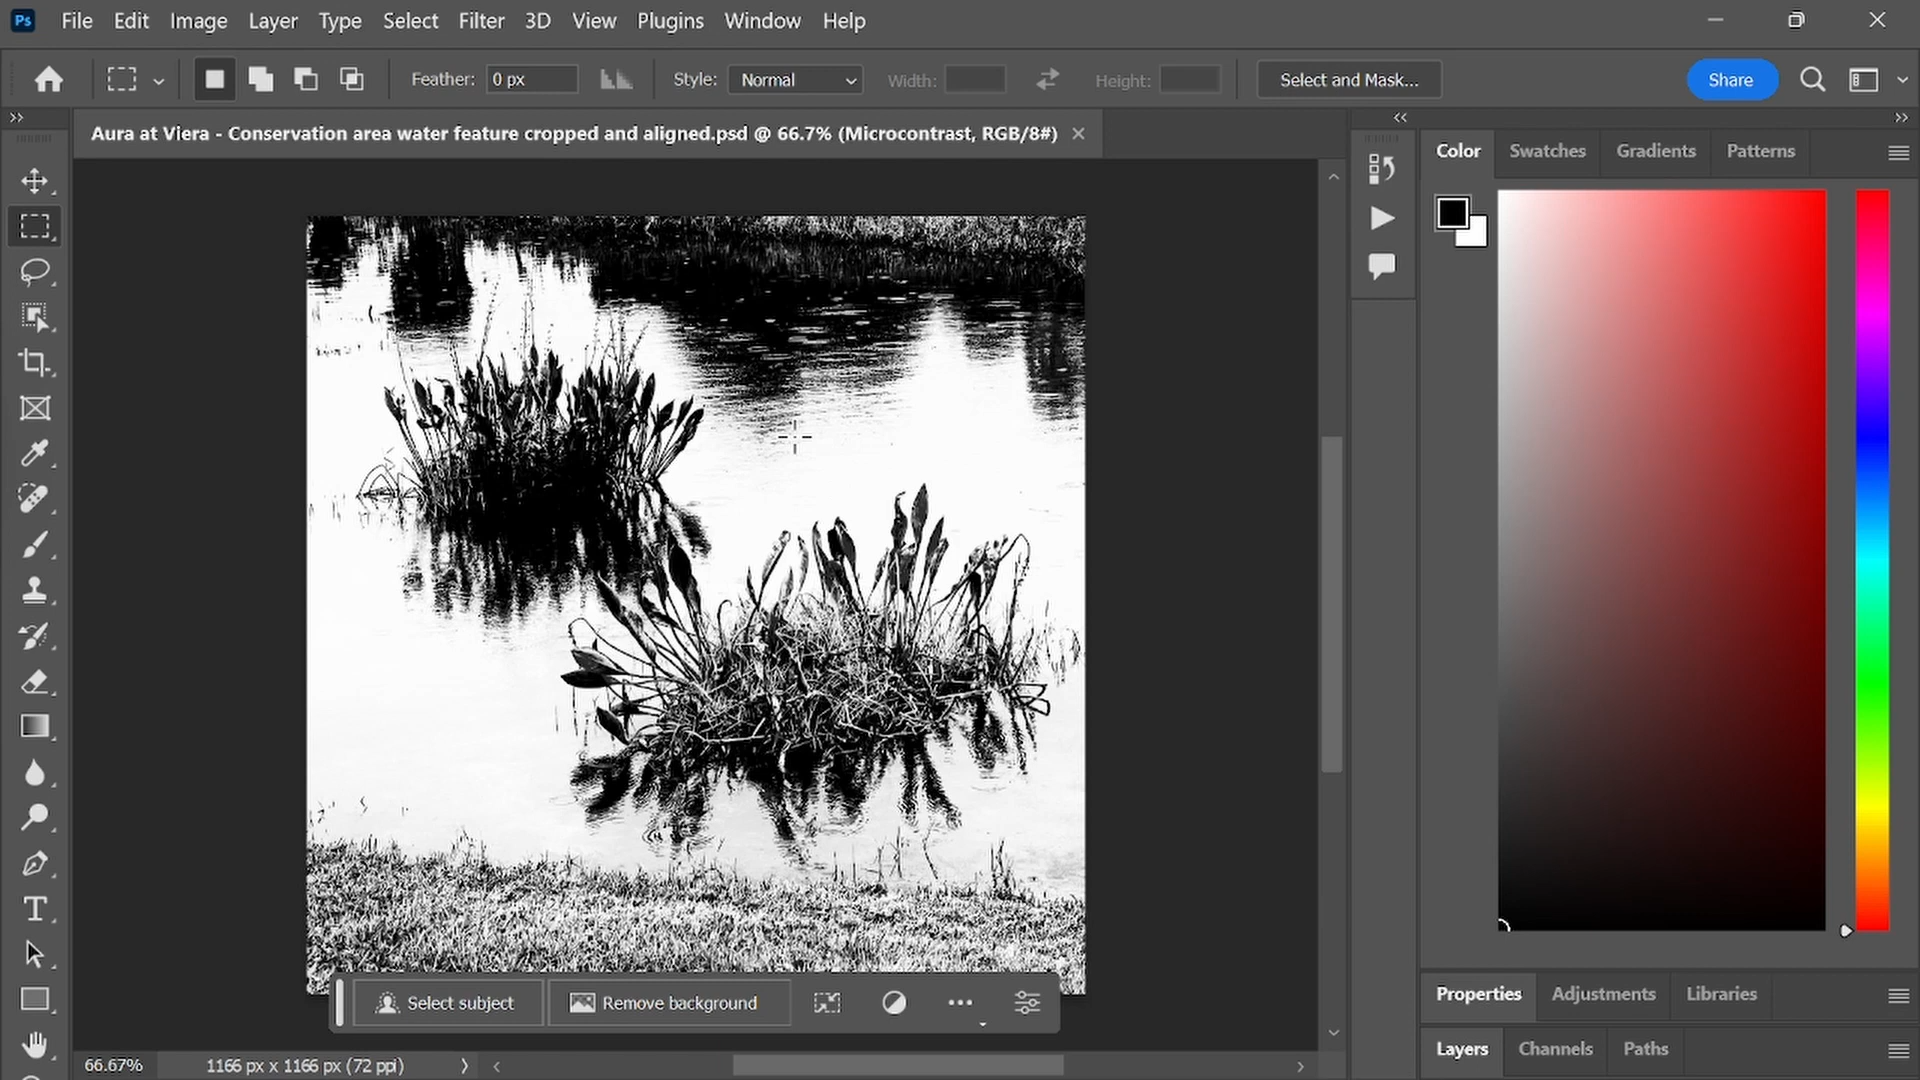 Ps File Edit Image Layer Type Select Filter 3D View Plugins Window Help
Feather: 0 px Style: Normal Width: Height: Select and Mask... Share
Aura at Viera - Conservation area water feature cropped and aligned.psd @ 66.7% (Microcontrast, RGB/8#)
Color Swatches Gradients Patterns
T
Select subject Remove background
Properties Adjustments Libraries
Layers Channels Paths
66.67% 1166 px x 1166 px (72 ppi)